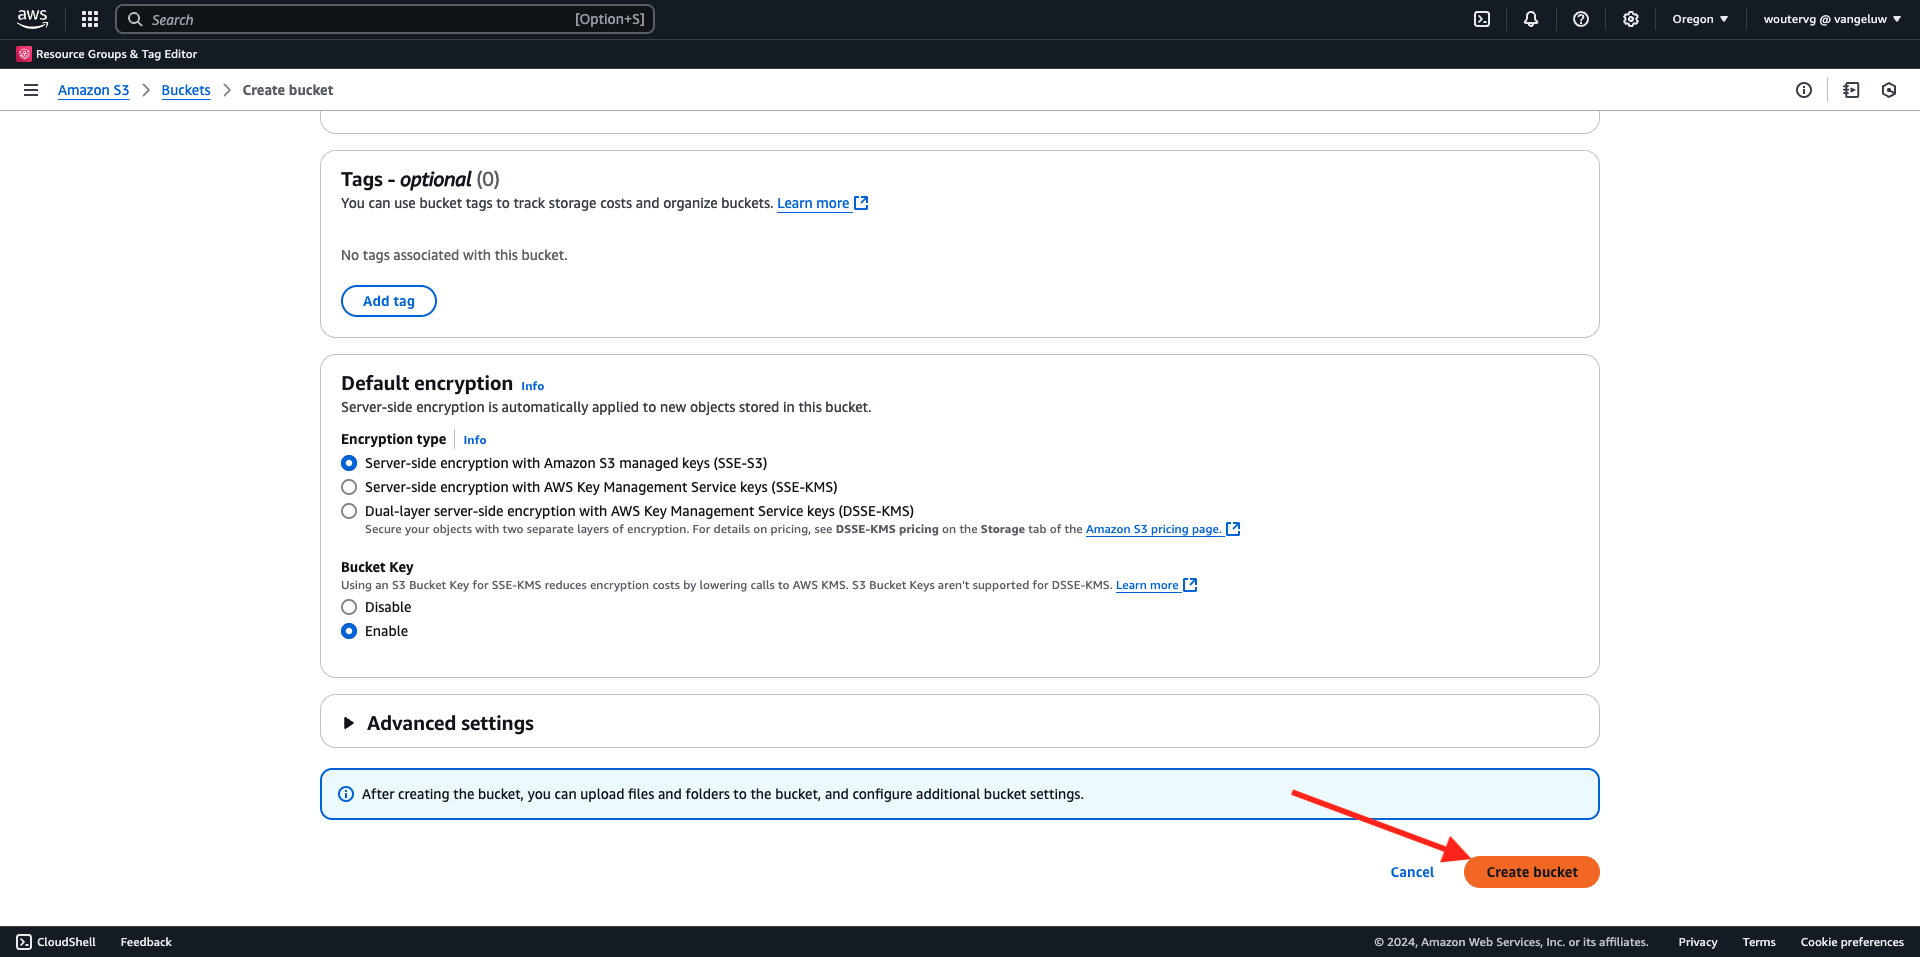 aws
Search
[Option+S]
Oregon
woutervg @ vangeluw
Resource Groups & Tag Editor
Amazon S3
Buckets
Create bucket
Tags - optional (0)
You can use bucket tags to track storage costs and organize buckets. Learn more
No tags associated with this bucket.
Add tag
Default encryption Info
Server-side encryption is automatically applied to new objects stored in this bucket.
Encryption type Info
Server-side encryption with Amazon S3 managed keys (SSE-S3)
Server-side encryption with AWS Key Management Service keys (SSE-KMS)
Dual-layer server-side encryption with AWS Key Management Service keys (DSSE-KMS)
Secure your objects with two separate layers of encryption. For details on pricing, see DSSE-KMS pricing on the Storage tab of the Amazon S3 pricing page.
Bucket Key
Using an S3 Bucket Key for SSE-KMS reduces encryption costs by lowering calls to AWS KMS. S3 Bucket Keys aren't supported for DSSE-KMS. Learn more
Disable
Enable
Advanced settings
After creating the bucket, you can upload files and folders to the bucket, and configure additional bucket settings.
Cancel
Create bucket
CloudShell
Feedback
© 2024, Amazon Web Services, Inc. or its affiliates.
Privacy
Terms
Cookie preferences